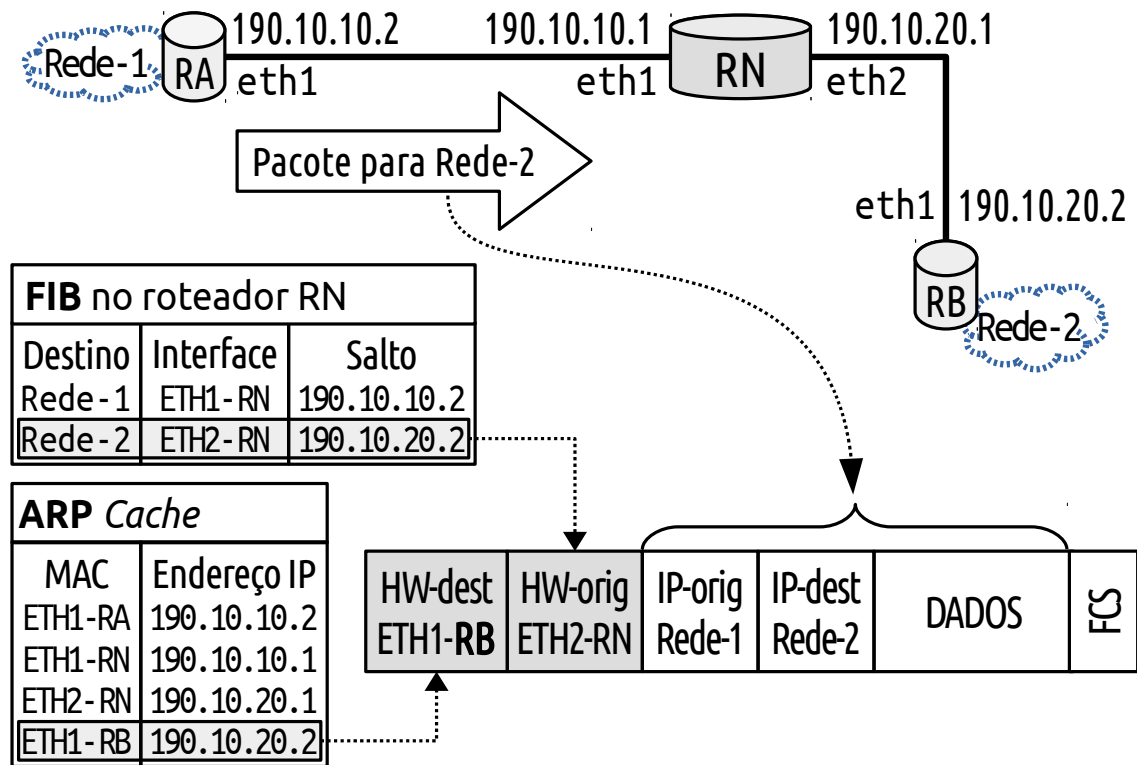 190.10.10.2 190.10.10.1 190.10.20.1
Rede-1 RA eth1 eth1 RN eth2
Pacote para Rede-2
eth1 190.10.20.2
RB Rede-2
FIB no roteador RN
Destino Interface Salto
Rede-1 ETH1-RN 190.10.10.2
Rede-2 ETH2-RN 190.10.20.2
ARP Cache
MAC Endereço IP
ETH1-RA 190.10.10.2
ETH1-RN 190.10.10.1
ETH2-RN 190.10.20.1
ETH1-RB 190.10.20.2
HW-dest HW-orig IP-orig IP-dest DADOS FCS
ETH1-RB ETH2-RN Rede-1 Rede-2